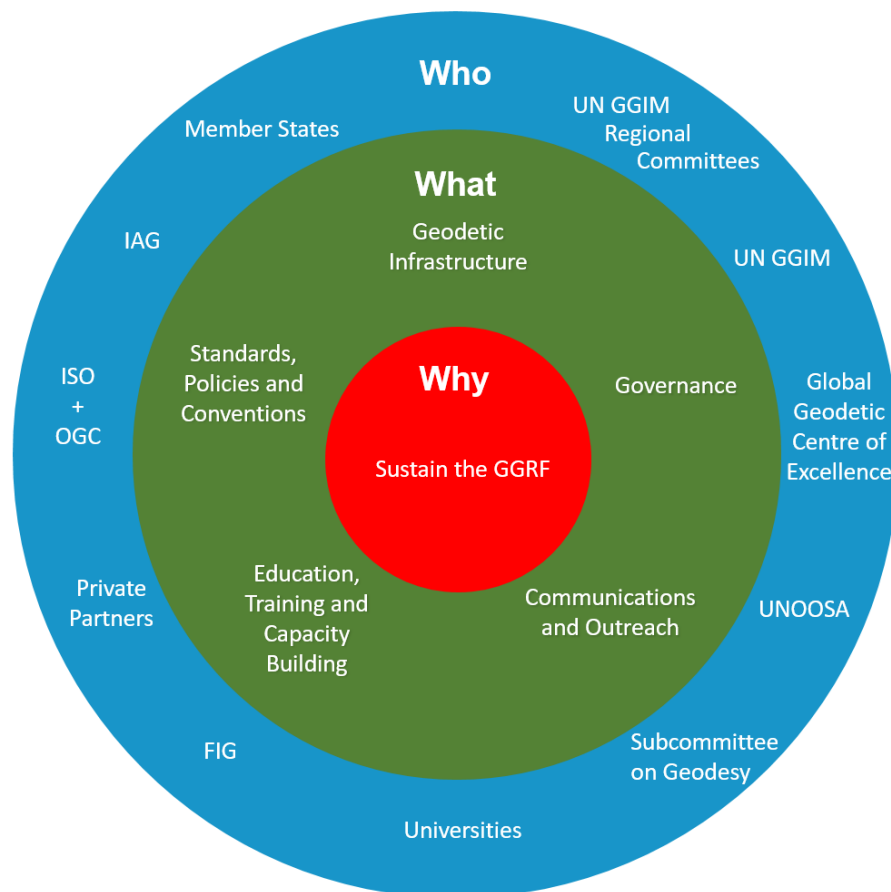 Who
Member States
UN GGIM
Regional
Committees
IAG
UN GGIM
ISO
+
OGC
Global
Geodetic
Centre of
Excellence
Private
Partners
UNOOSA
FIG
Subcommittee
on Geodesy
Universities
What
Geodetic
Infrastructure
Standards,
Policies and
Conventions
Governance
Education,
Training and
Capacity
Building
Communications
and Outreach
Why
Sustain the GGRF